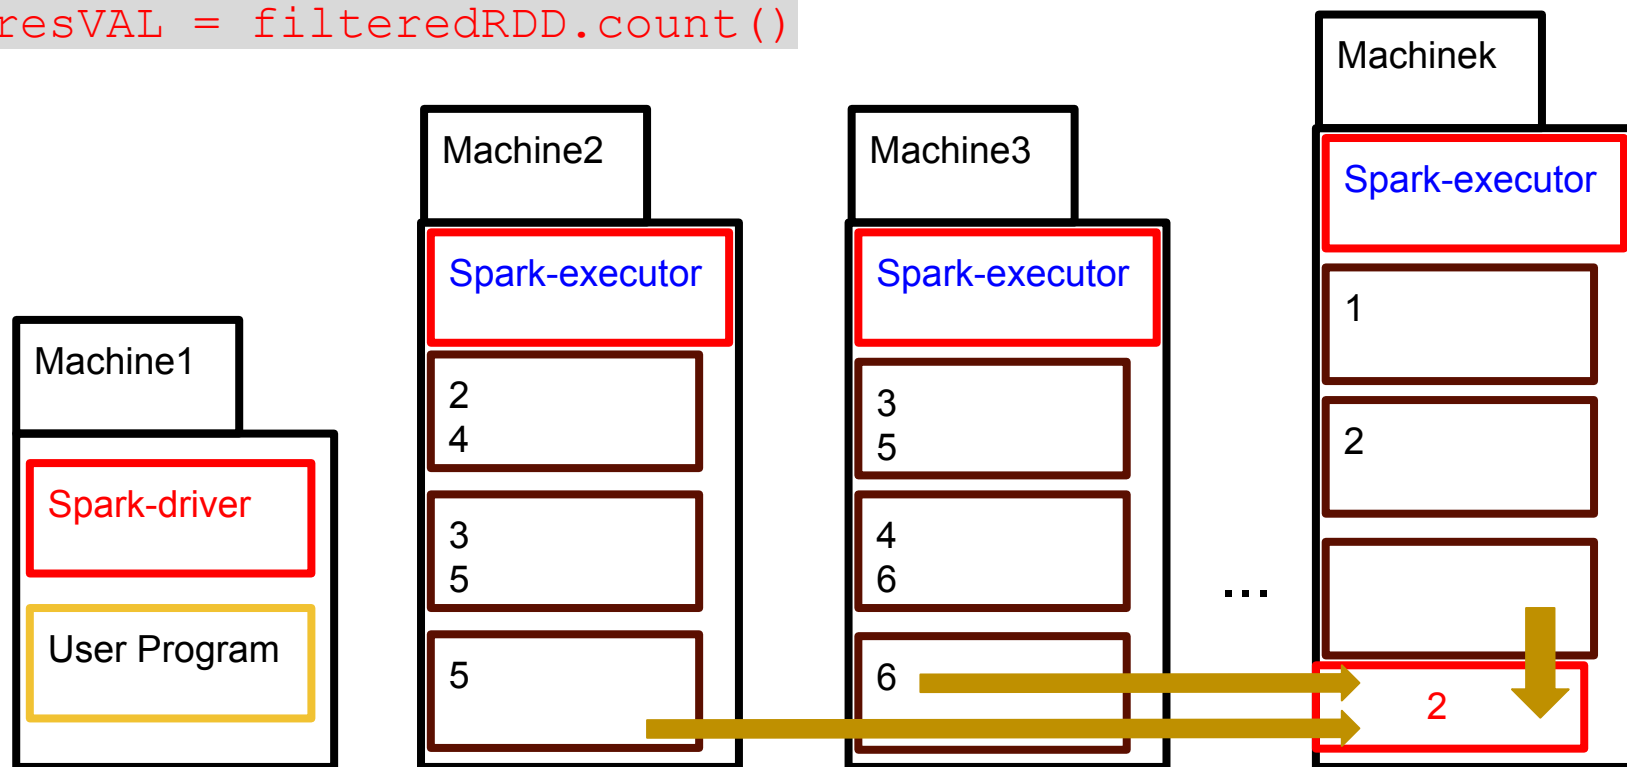 resVAL = filteredRDD.count()
Machine1
Spark-driver
User Program
Machine2
Spark-executor
2
4
3
5
5
Machine3
Spark-executor
3
5
4
6
6
...
Machinek
Spark-executor
1
2
2